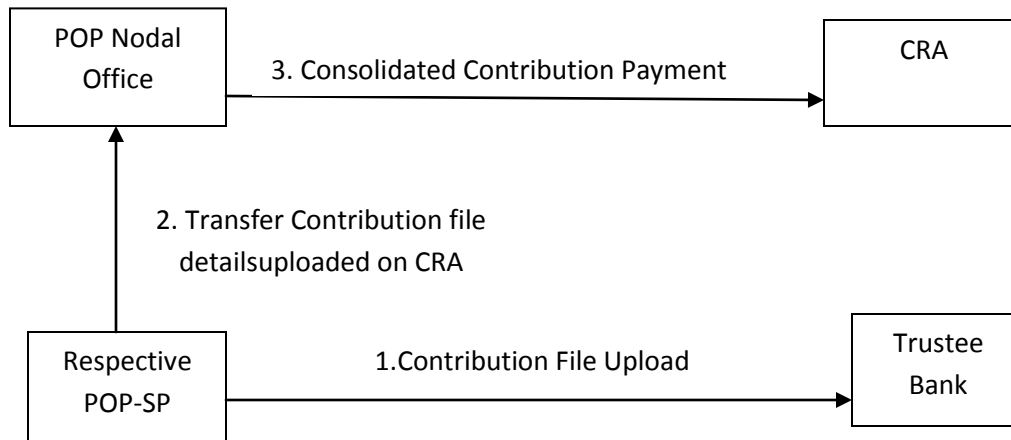 POP Nodal
Office
3. Consolidated Contribution Payment
CRA
2. Transfer Contribution file
detailsuploaded on CRA
Respective
POP-SP
1.Contribution File Upload
Trustee
Bank